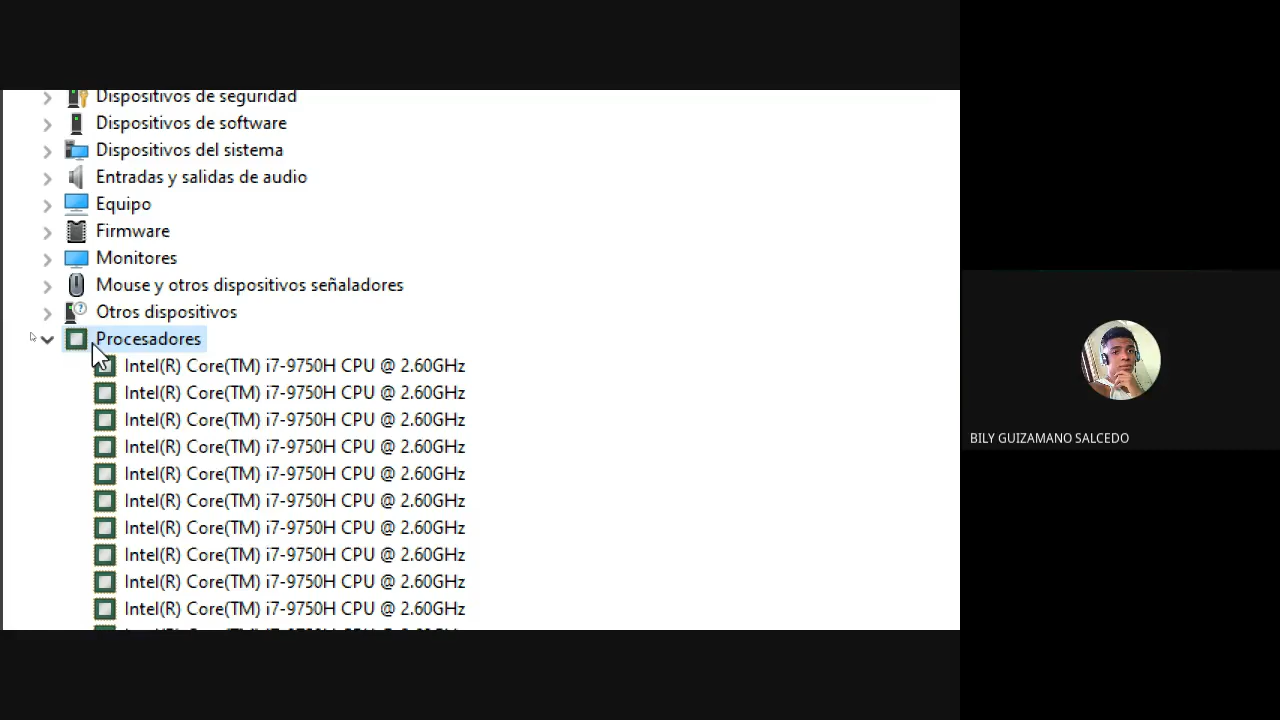 Dispositivos de seguridad
Dispositivos de software
Dispositivos del sistema
Entradas y salidas de audio
Equipo
Firmware
Monitores
Mouse y otros dispositivos señaladores
Otros dispositivos
Procesadores
Intel(R) Core(TM) i7-9750H CPU @ 2.60GHz
Intel(R) Core(TM) i7-9750H CPU @ 2.60GHz
Intel(R) Core(TM) i7-9750H CPU @ 2.60GHz
Intel(R) Core(TM) i7-9750H CPU @ 2.60GHz
Intel(R) Core(TM) i7-9750H CPU @ 2.60GHz
Intel(R) Core(TM) i7-9750H CPU @ 2.60GHz
Intel(R) Core(TM) i7-9750H CPU @ 2.60GHz
Intel(R) Core(TM) i7-9750H CPU @ 2.60GHz
Intel(R) Core(TM) i7-9750H CPU @ 2.60GHz
Intel(R) Core(TM) i7-9750H CPU @ 2.60GHz
BILY GUIZAMANO SALCEDO